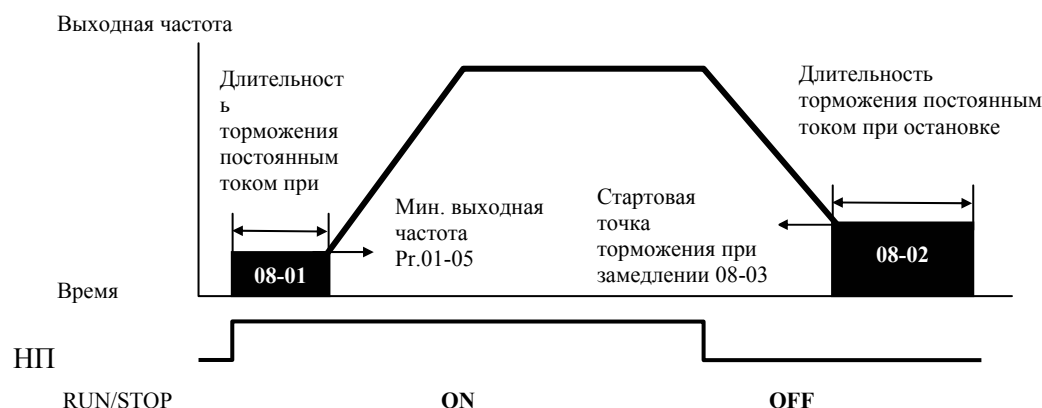 Выходная частота
Длительност
ь
торможения
постоянным
током при
Длительность
торможения постоянным
током при остановке
Мин. выходная
частота
Pr.01-05
Стартовая
точка
торможения при
замедлении 08-03
08-01
08-02
Время
НП
RUN/STOP
ON
OFF